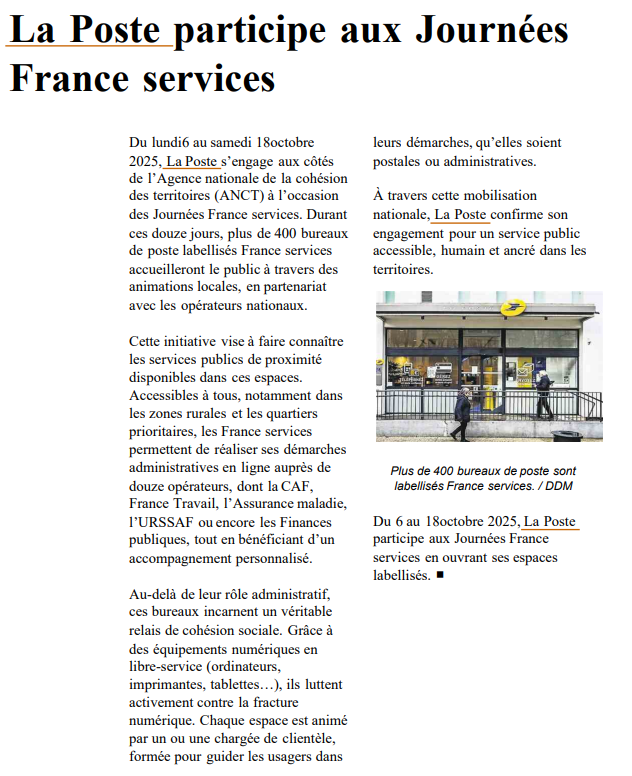 La Poste participe aux Journées
France services
Du lundi6 au samedi 18octobre
2025, La Poste s’engage aux côtés
de l’Agence nationale de la cohésion
des territoires (ANCT) à l’occasion
des Journées France services. Durant
ces douze jours, plus de 400 bureaux
de poste labellisés France services
accueilleront le public à travers des
animations locales, en partenariat
avec les opérateurs nationaux.
Cette initiative vise à faire connaître
les services publics de proximité
disponibles dans ces espaces.
Accessibles à tous, notamment dans
les zones rurales et les quartiers
prioritaires, les France services
permettent de réaliser ses démarches
administratives en ligne auprès de
douze opérateurs, dont la CAF,
France Travail, l’Assurance maladie,
l’URSSAF ou encore les Finances
publiques, tout en bénéficiant d’un
accompagnement personnalisé.
Au-delà de leur rôle administratif,
ces bureaux incarnent un véritable
relais de cohésion sociale. Grâce à
des équipements numériques en
libre-service (ordinateurs,
imprimantes, tablettes…), ils luttent
activement contre la fracture
numérique. Chaque espace est animé
par un ou une chargée de clientèle,
formée pour guider les usagers dans
leurs démarches, qu’elles soient
postales ou administratives.
À travers cette mobilisation
nationale, La Poste confirme son
engagement pour un service public
accessible, humain et ancré dans les
territoires.
Plus de 400 bureaux de poste sont
labellisés France services. / DDM
Du 6 au 18octobre 2025, La Poste
participe aux Journées France
services en ouvrant ses espaces
labellisés. ■